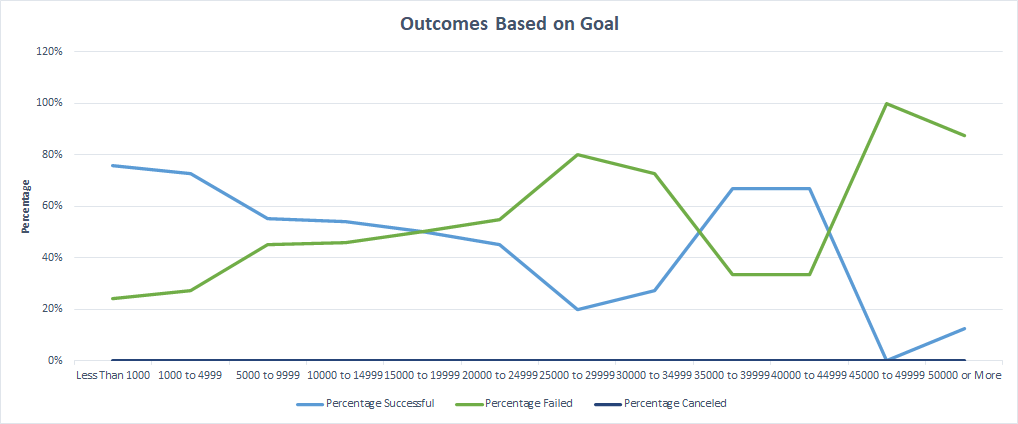 Outcomes Based on Goal
120%
100%
80%
60%
40%
20%
0%
Percentage
Less Than 1000 1000 to 4999 5000 to 9999 10000 to 14999 15000 to 19999 20000 to 24999 25000 to 29999 30000 to 34999 35000 to 39999 40000 to 44999 45000 to 49999 50000 or More
Percentage Successful Percentage Failed Percentage Canceled